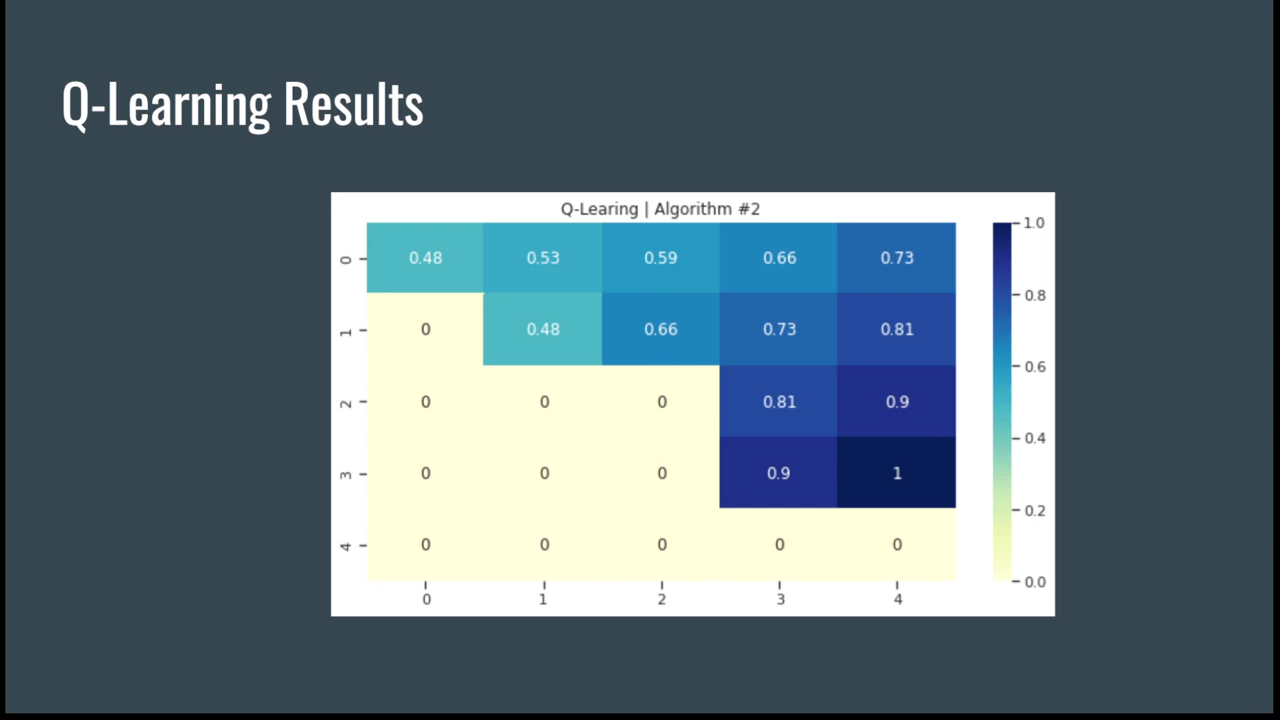 Q-Learning Results
Q-Learing | Algorithm #2
0 0.48 0.53 0.59 0.66 0.73
1 0 0.48 0.66 0.73 0.81
2 0 0 0 0.81 0.9
3 0 0 0 0.9 1
4 0 0 0 0 0
0 1 2 3 4
1.0
0.8
0.6
0.4
0.2
0.0